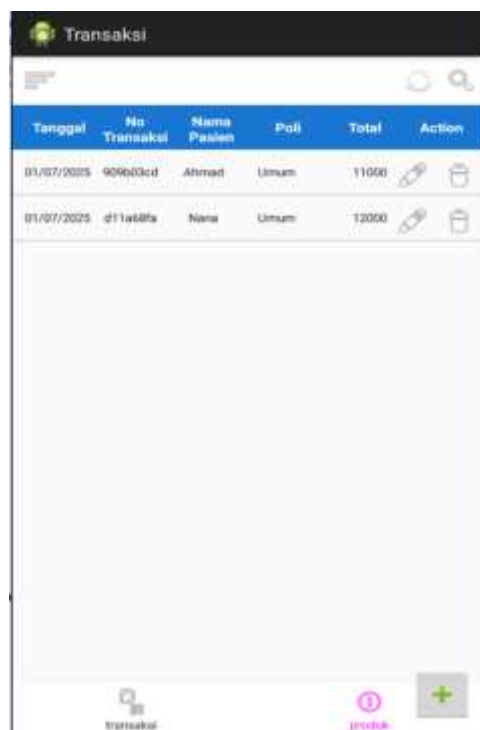 Transaksi
Tanggal No Transaksi Nama Pasien Poli Total Action
01/07/2025 909b03cd Ahmad Umum 11000
01/07/2025 d11a68fa Nana Umum 12000
transaksi produk